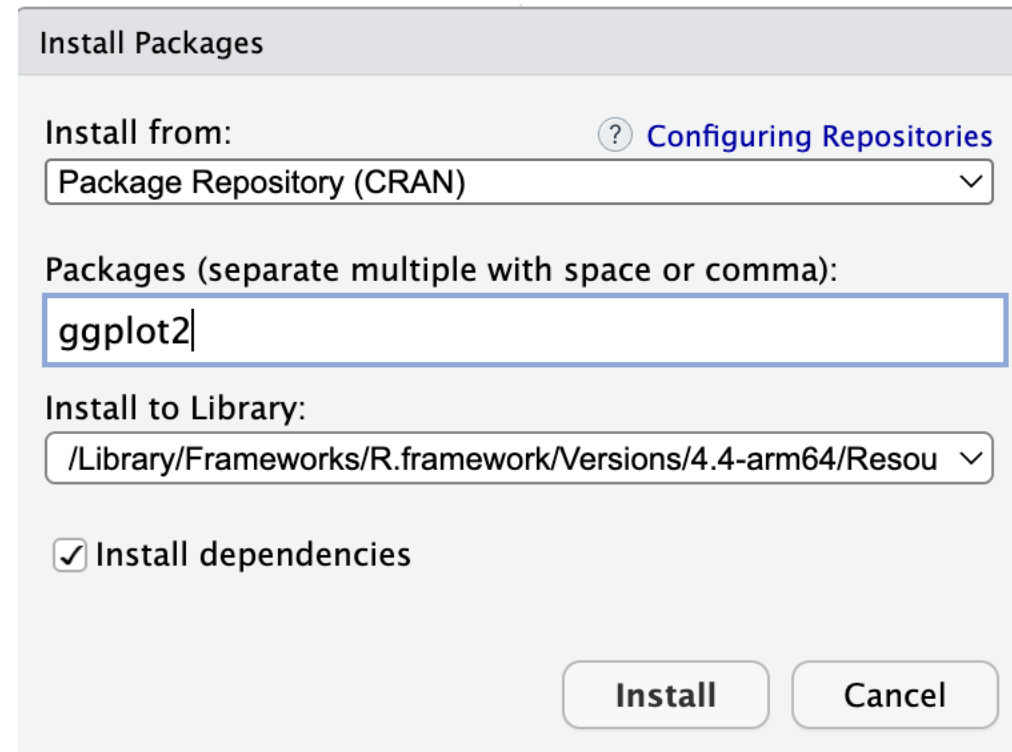 Install Packages
Install from:
? Configuring Repositories
Package Repository (CRAN)
Packages (separate multiple with space or comma):
ggplot2
Install to Library:
/Library/Frameworks/R.framework/Versions/4.4-arm64/Resou
Install dependencies
Install
Cancel